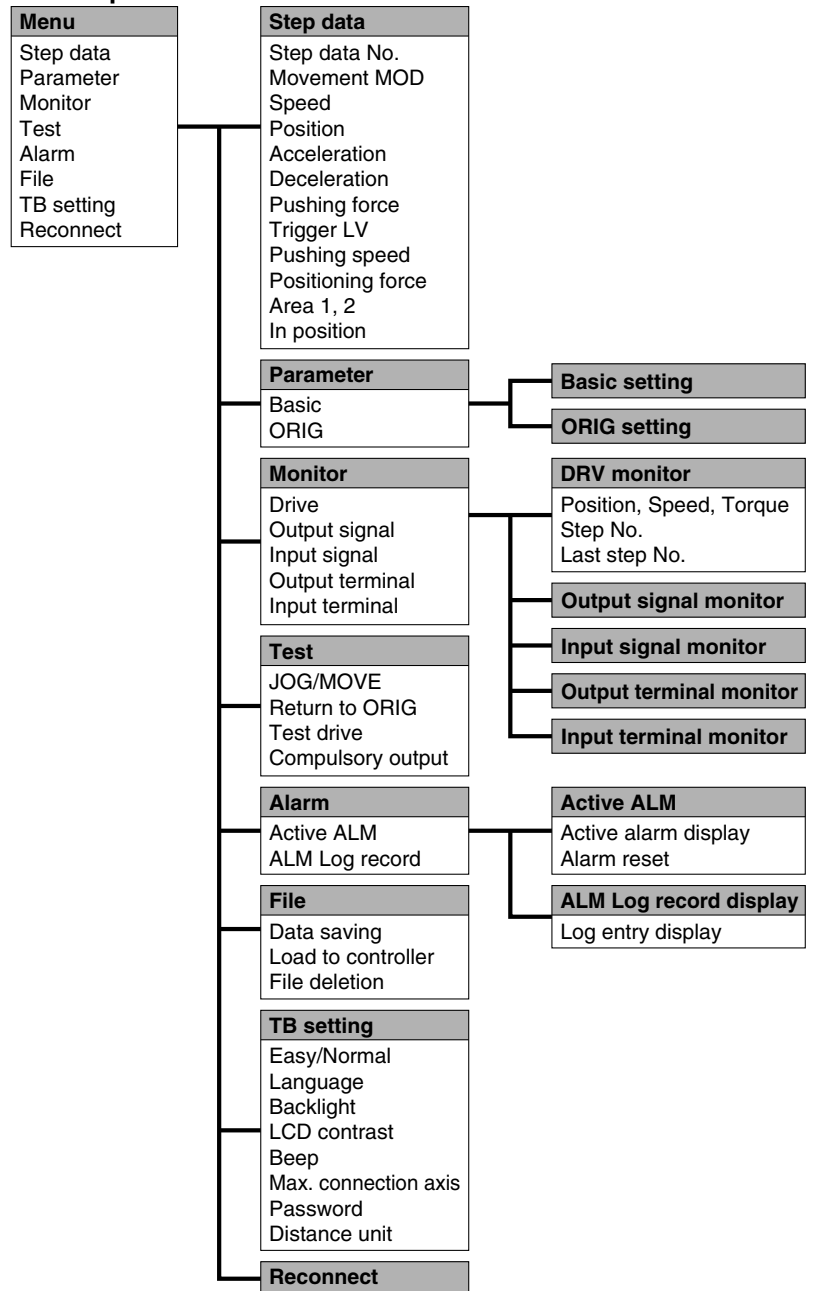 Menu
Step data
Parameter
Monitor
Test
Alarm
File
TB setting
Reconnect
Step data
Step data No.
Movement MOD
Speed
Position
Acceleration
Deceleration
Pushing force
Trigger LV
Pushing speed
Positioning force
Area 1, 2
In position
Parameter
Basic
ORIG
Basic setting
ORIG setting
Monitor
Drive
Output signal
Input signal
Output terminal
Input terminal
DRV monitor
Position, Speed, Torque
Step No.
Last step No.
Output signal monitor
Input signal monitor
Output terminal monitor
Input terminal monitor
Test
JOG/MOVE
Return to ORIG
Test drive
Compulsory output
Alarm
Active ALM
ALM Log record
Active ALM
Active alarm display
Alarm reset
ALM Log record display
Log entry display
File
Data saving
Load to controller
File deletion
TB setting
Easy/Normal
Language
Backlight
LCD contrast
Beep
Max. connection axis
Password
Distance unit
Reconnect